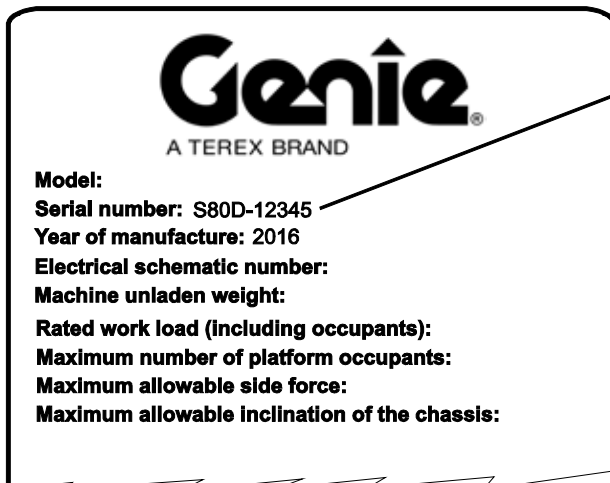 Genie®
A TEREX BRAND
Model:
Serial number: S80D-12345
Year of manufacture: 2016
Electrical schematic number:
Machine unladen weight:
Rated work load (including occupants):
Maximum number of platform occupants:
Maximum allowable side force:
Maximum allowable inclination of the chassis: